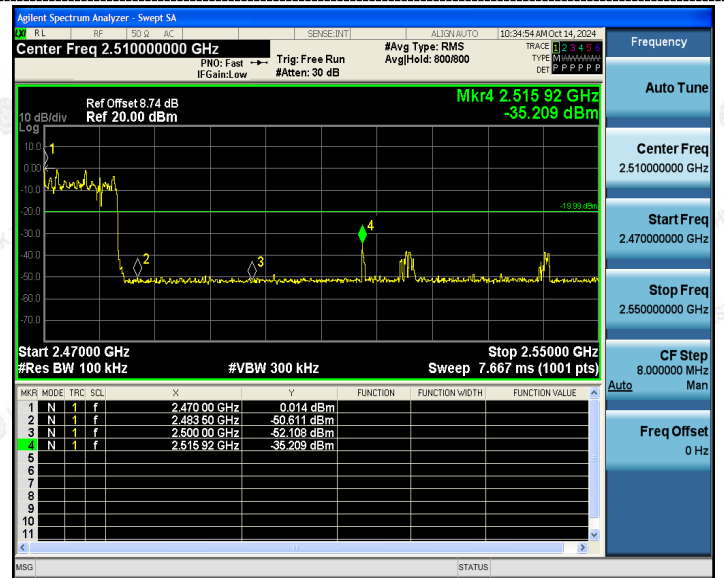 Agilent Spectrum Analyzer - Swept SA
LXI RL RF 50 Ω AC SENSE:INT ALIGN AUTO 10:34:54 AM Oct 14, 2024
Center Freq 2.510000000 GHz
PNO: Fast
IFGain:Low
Trig: Free Run
#Atten: 30 dB
#Avg Type: RMS
Avg|Hold: 800/800
TRACE 1 2 3 4 5 6
TYPE M
DET P P P P P P
Frequency
Auto Tune
Center Freq
2.510000000 GHz
Start Freq
2.470000000 GHz
Stop Freq
2.550000000 GHz
CF Step
8.000000 MHz
Auto Man
Freq Offset
0 Hz
Mkr4 2.515 92 GHz
-35.209 dBm
Ref Offset 8.74 dB
10 dB/div Ref 20.00 dBm
Log
10.0
0.00
-10.0
-20.0
-30.0
-40.0
-50.0
-60.0
-70.0
1
2
3
4
-19.99 dBm
Start 2.47000 GHz Stop 2.55000 GHz
#Res BW 100 kHz #VBW 300 kHz Sweep 7.667 ms (1001 pts)
MKR MODE TRC SCL X Y FUNCTION FUNCTION WIDTH FUNCTION VALUE
1 N 1 f 2.470 00 GHz 0.014 dBm
2 N 1 f 2.483 50 GHz -50.611 dBm
3 N 1 f 2.500 00 GHz -52.108 dBm
4 N 1 f 2.515 92 GHz -35.209 dBm
5
6
7
8
9
10
11
MSG STATUS